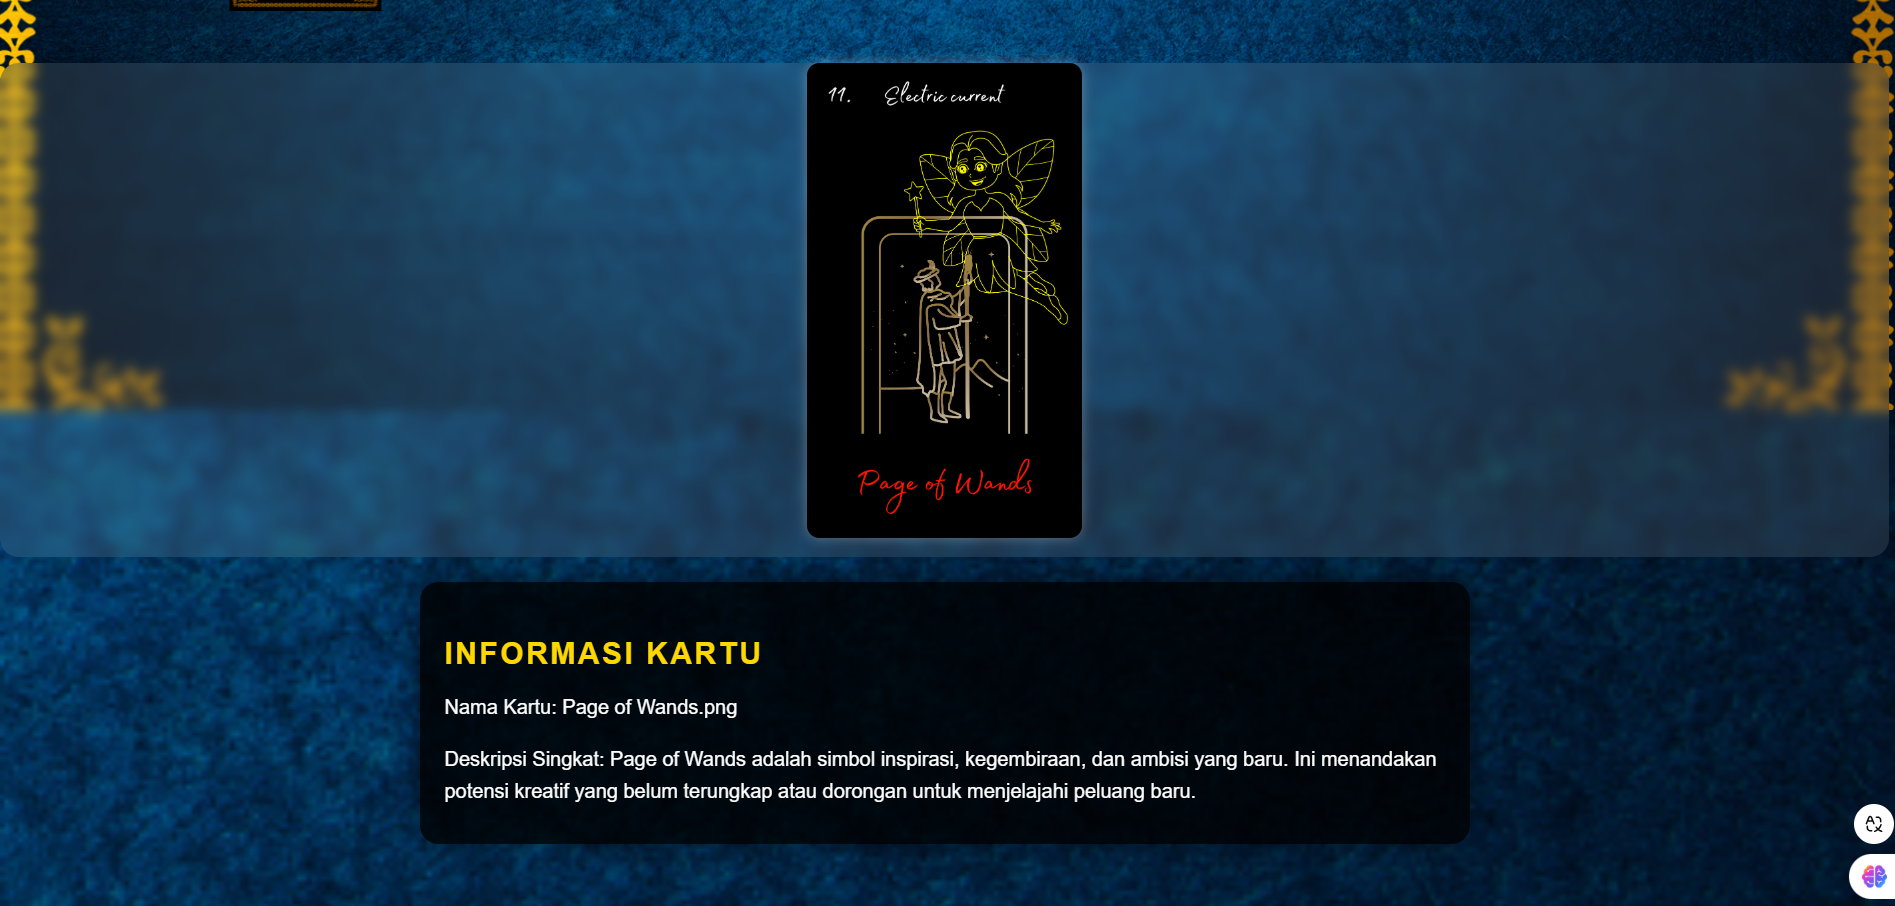 11. Electric current
Page of Wands
INFORMASI KARTU
Nama Kartu: Page of Wands.png
Deskripsi Singkat: Page of Wands adalah simbol inspirasi, kegembiraan, dan ambisi yang baru. Ini menandakan
potensi kreatif yang belum terungkap atau dorongan untuk menjelajahi peluang baru.